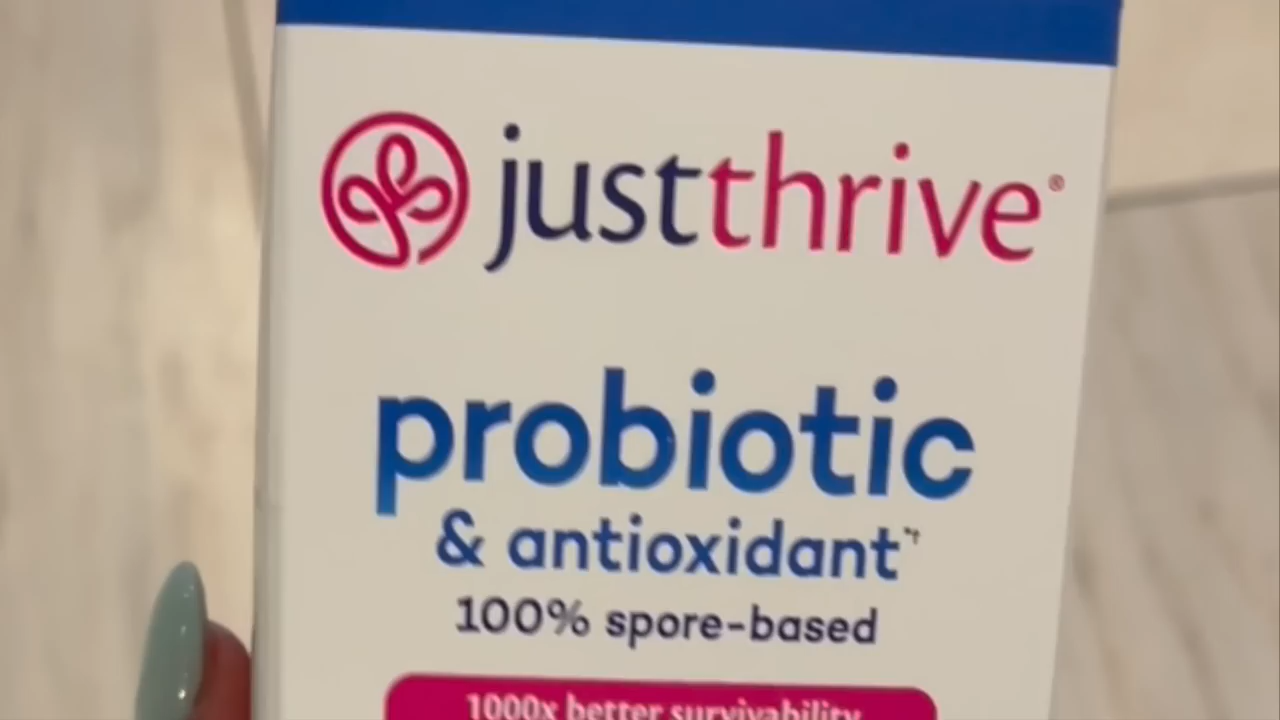 justthrive®
probiotic
& antioxidant
100% spore-based
1000x better survivability